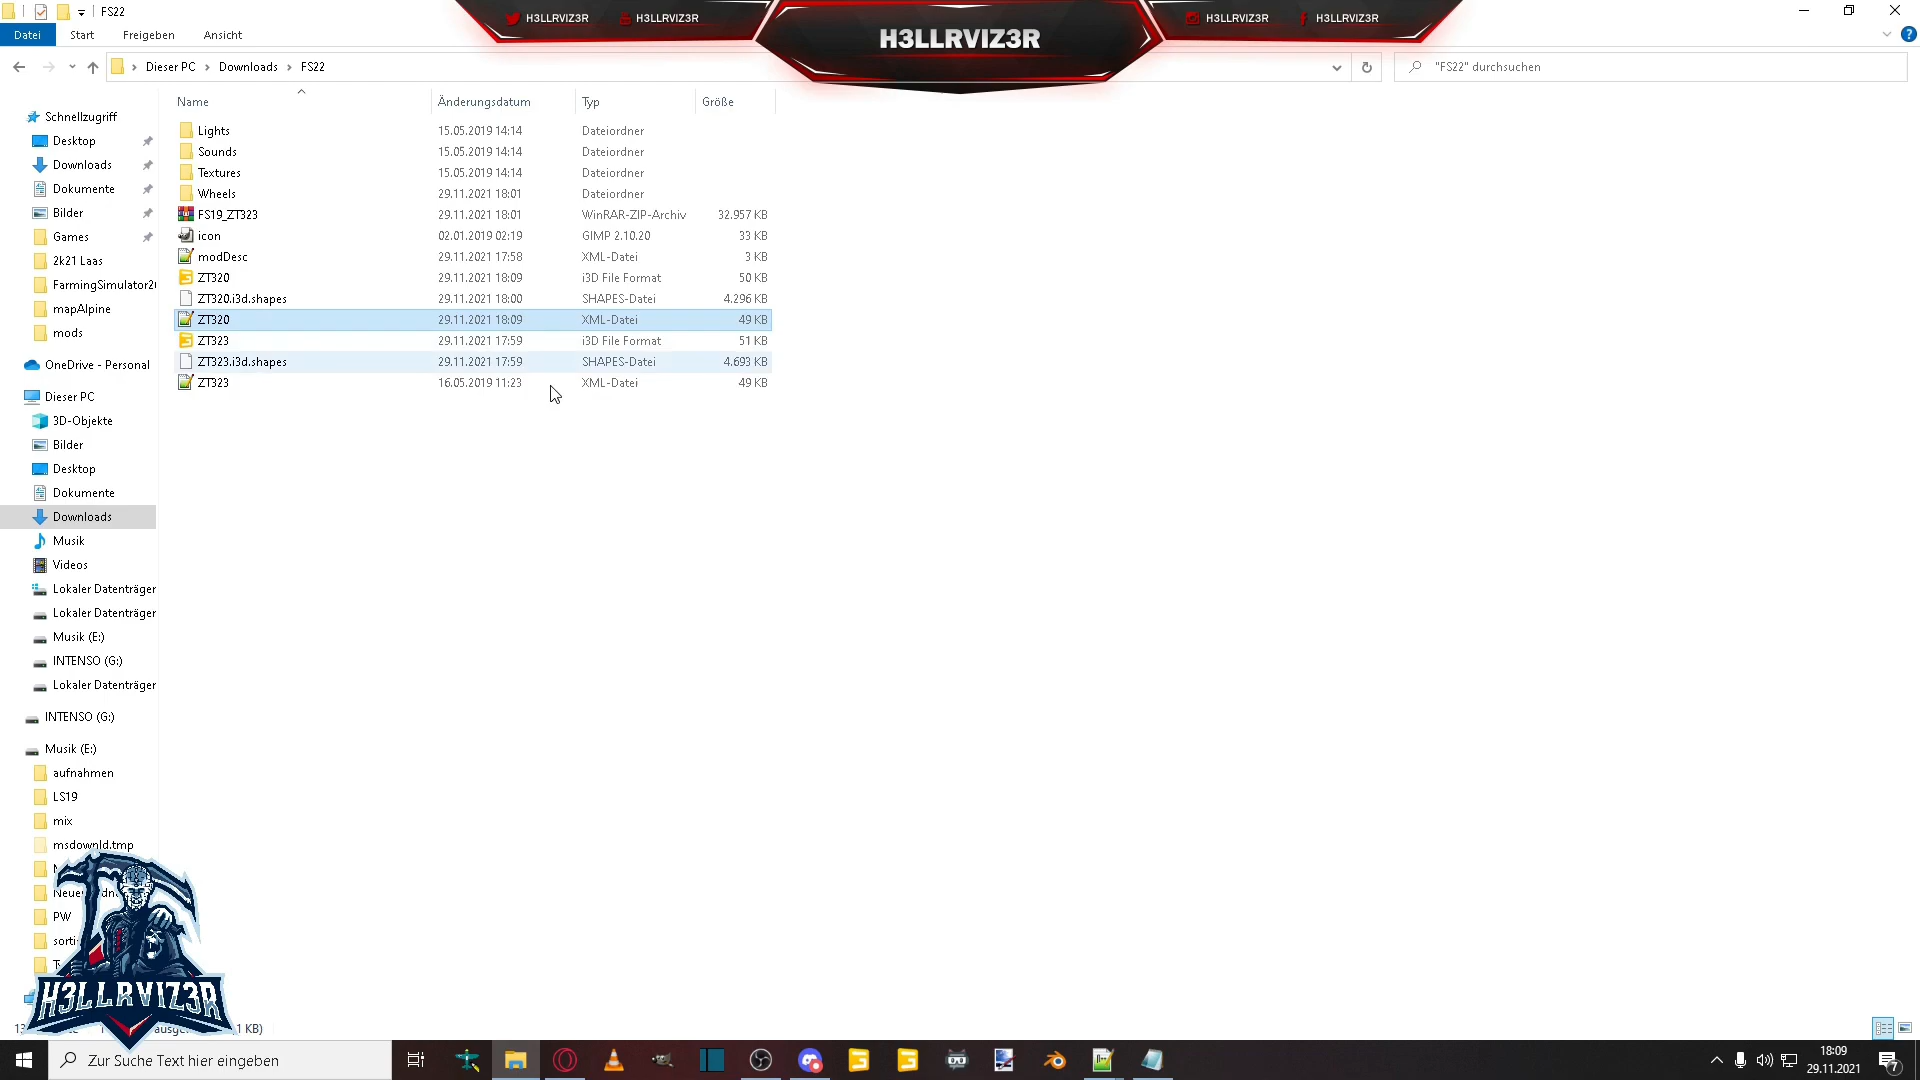 FS22
H3LLRVIZ3R
H3LLRVIZ3R
H3LLRVIZ3R
H3LLRVIZ3R
H3LLRVIZ3R
Datei Start Freigeben Ansicht
Dieser PC > Downloads > FS22
"FS22" durchsuchen
Name Änderungsdatum Typ Größe
Lights 15.05.2019 14:14 Dateiordner
Sounds 15.05.2019 14:14 Dateiordner
Textures 15.05.2019 14:14 Dateiordner
Wheels 29.11.2021 18:01 Dateiordner
FS19_ZT323 29.11.2021 18:01 WinRAR-ZIP-Archiv 32.957 KB
icon 02.01.2019 02:19 GIMP 2.10.20 33 KB
modDesc 29.11.2021 17:58 XML-Datei 3 KB
ZT320 29.11.2021 18:09 i3D File Format 50 KB
ZT320.i3d.shapes 29.11.2021 18:00 SHAPES-Datei 4.296 KB
ZT320 29.11.2021 18:09 XML-Datei 49 KB
ZT323 29.11.2021 17:59 i3D File Format 51 KB
ZT323.i3d.shapes 29.11.2021 17:59 SHAPES-Datei 4.693 KB
ZT323 16.05.2019 11:23 XML-Datei 49 KB
Schnellzugriff
Desktop
Downloads
Dokumente
Bilder
Games
2k21 Laas
FarmingSimulator2
mapAlpine
mods
OneDrive - Personal
Dieser PC
3D-Objekte
Bilder
Desktop
Dokumente
Downloads
Musik
Videos
Lokaler Datenträger
Lokaler Datenträger
Musik (E:)
INTENSO (G:)
Lokaler Datenträger
INTENSO (G:)
Musik (E:)
aufnahmen
LS19
mix
msdownld.tmp
PW
H3LLRVIZ3R
Zur Suche Text hier eingeben
18:09
29.11.2021
7